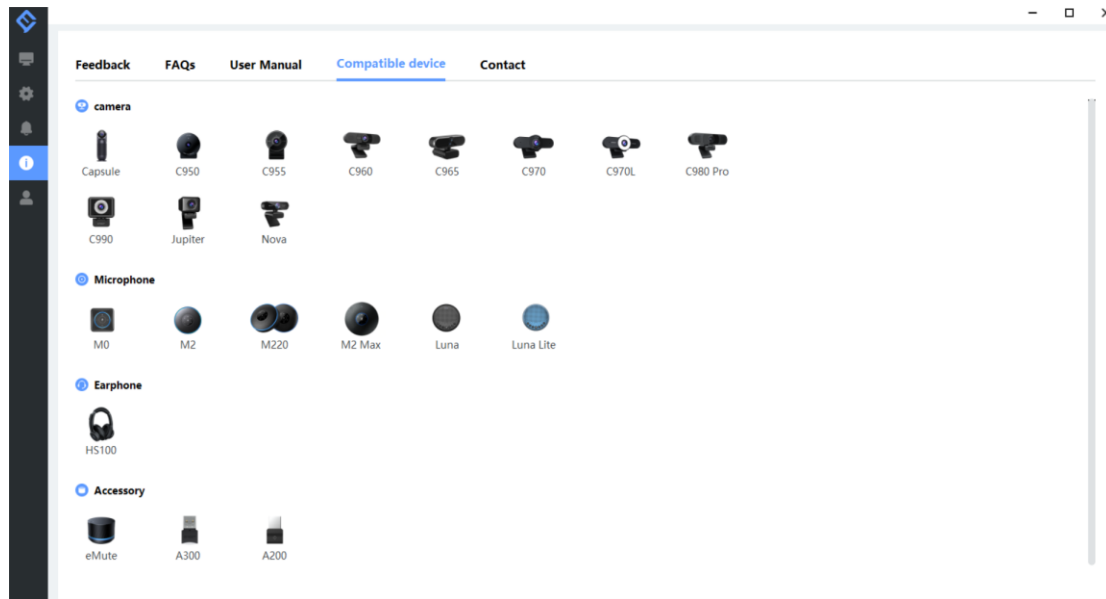 Feedback FAQs User Manual Compatible device Contact
camera
Capsule C950 C955 C960 C965 C970 C970L C980 Pro
C990 Jupiter Nova
Microphone
M0 M2 M220 M2 Max Luna Luna Lite
Earphone
HS100
Accessory
eMute A300 A200